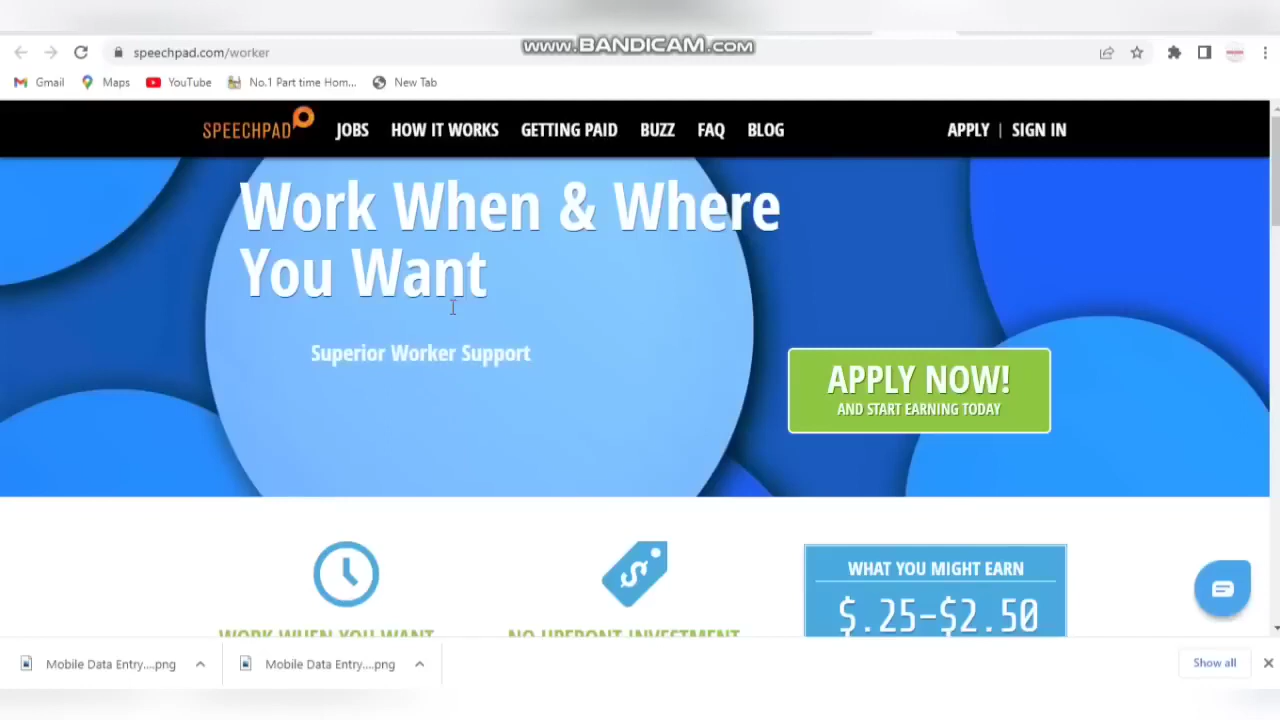 www.BANDICAM.com
speechpad.com/worker
Gmail
Maps
YouTube
No.1 Part time Hom...
New Tab
SPEECHPAD
JOBS
HOW IT WORKS
GETTING PAID
BUZZ
FAQ
BLOG
APPLY | SIGN IN
Work When & Where
You Want
Superior Worker Support
APPLY NOW!
AND START EARNING TODAY
WORK WHEN YOU WANT
NO UPFRONT INVESTMENT
WHAT YOU MIGHT EARN
$.25–$2.50
Mobile Data Entry....png
Mobile Data Entry....png
Show all